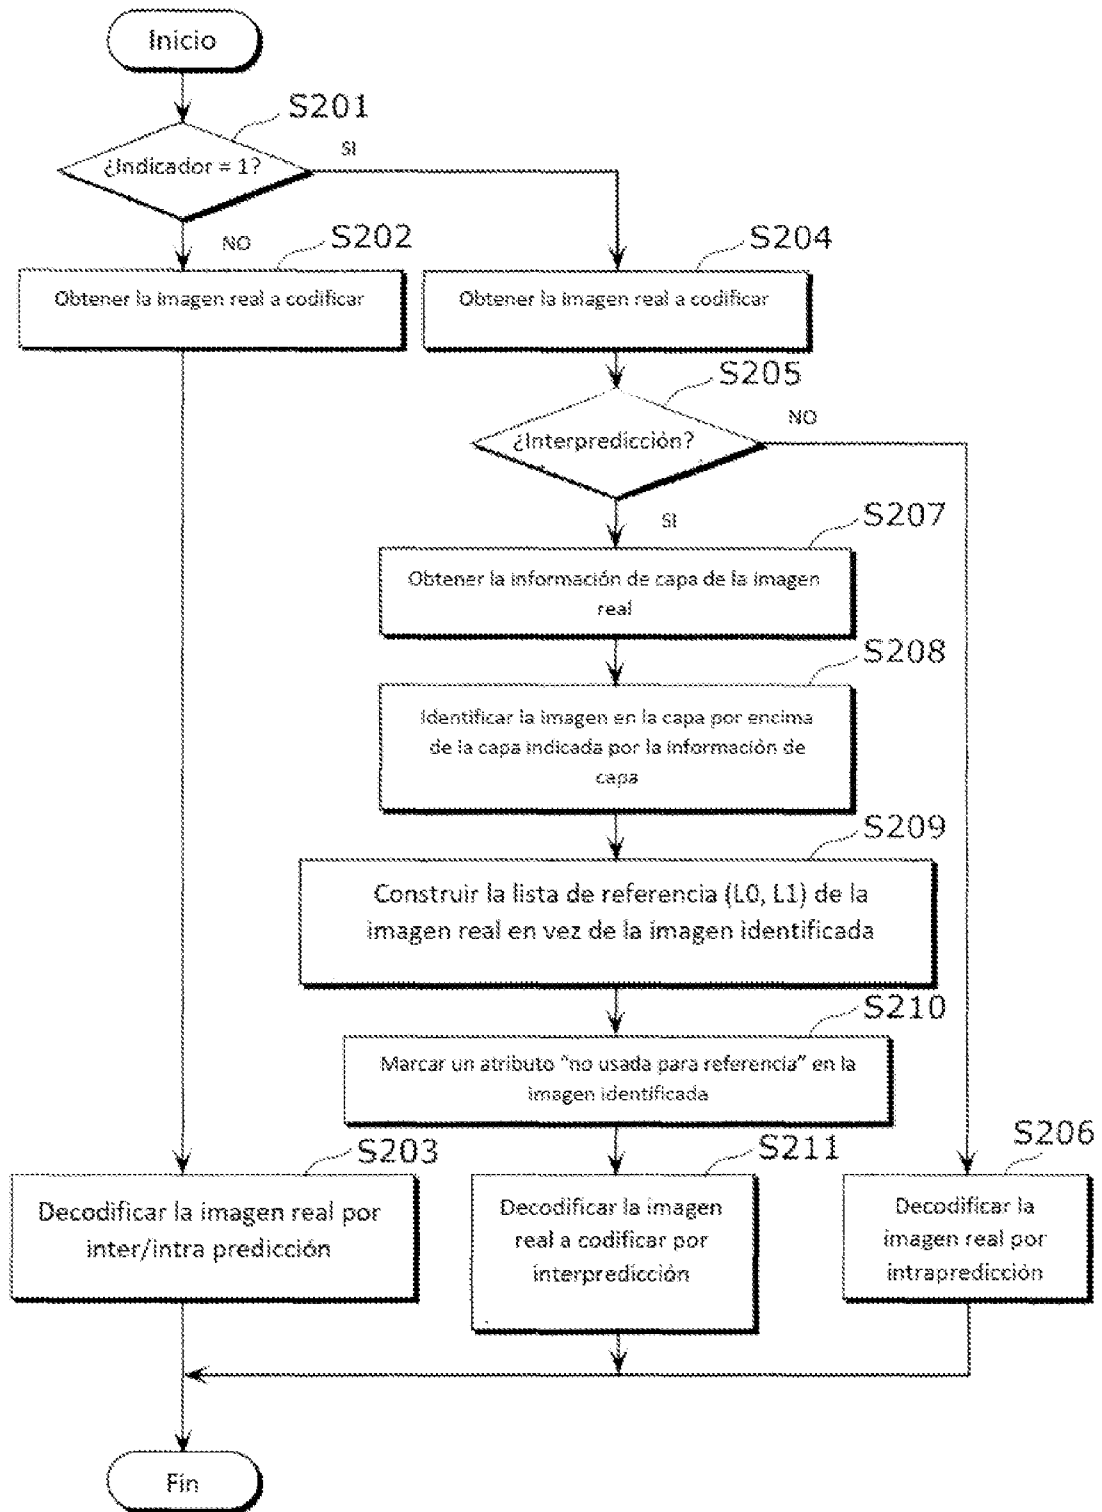 Inicio
S201
¿Indicador = 1?
SI
NO
S202
S204
Obtener la imagen real a codificar
Obtener la imagen real a codificar
S205
¿Interpredicción?
NO
SI
S207
Obtener la información de capa de la imagen
real
S208
Identificar la imagen en la capa por encima
de la capa indicada por la información de
capa
S209
Construir la lista de referencia (L0, L1) de la
imagen real en vez de la imagen identificada
S210
Marcar un atributo "no usada para referencia" en la
imagen identificada
S203
Decodificar la imagen real por
inter/intra predicción
S211
Decodificar la imagen
real a codificar por
interpredicción
S206
Decodificar la
imagen real por
intrapredicción
Fin